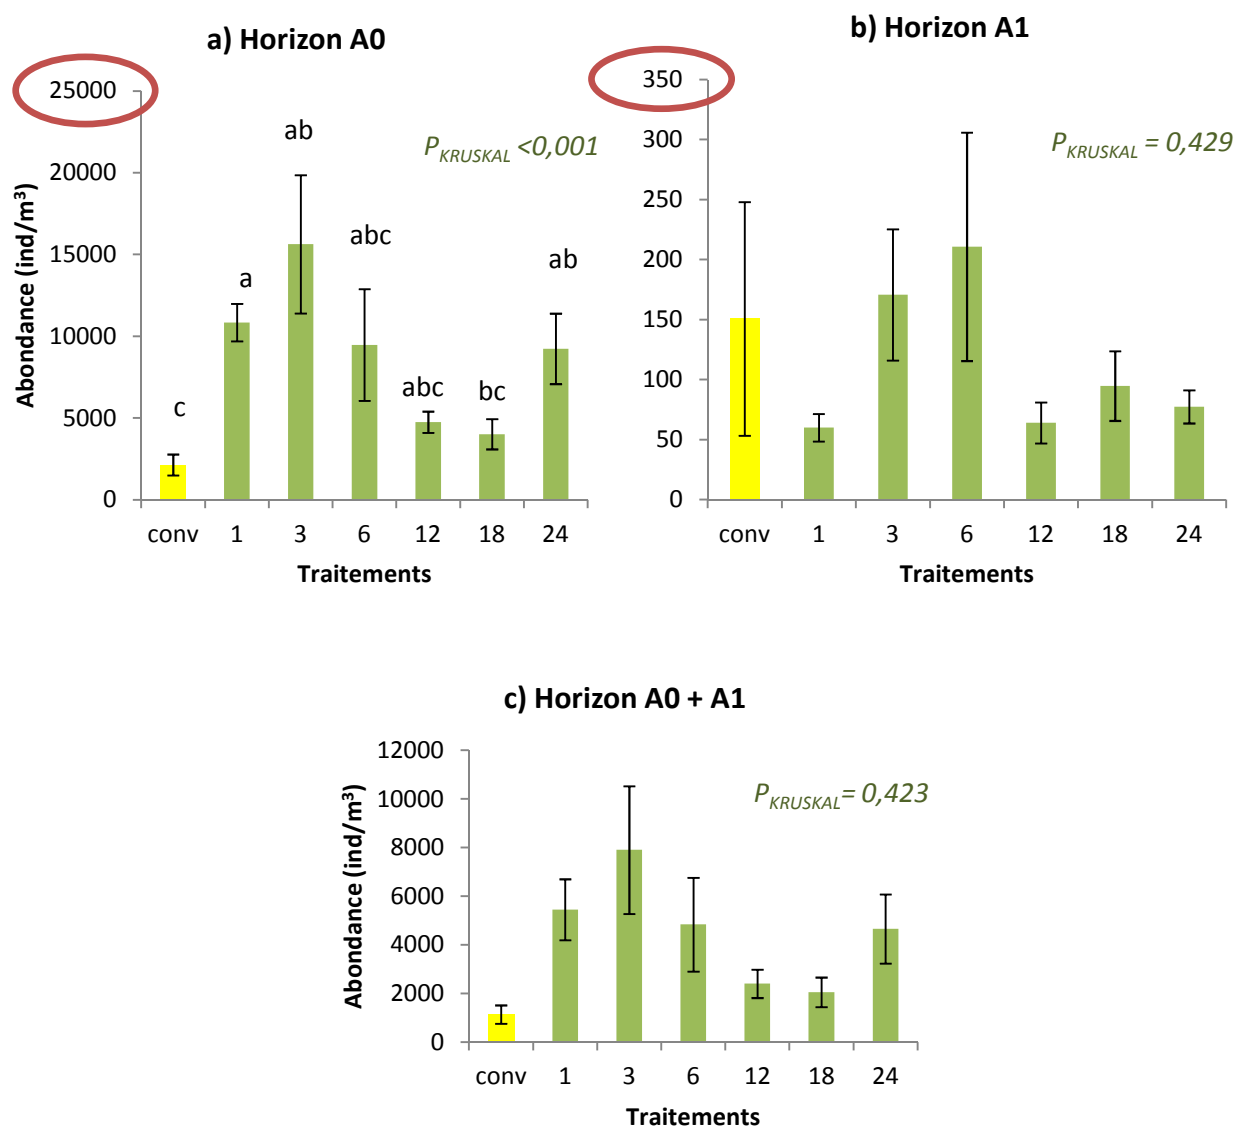 a) Horizon A0
25000
20000
15000
10000
5000
0
Abondance (ind/m³)
c
a
ab
abc
abc
bc
ab
P_KRUSKAL <0,001
conv 1 3 6 12 18 24
Traitements
b) Horizon A1
350
300
250
200
150
100
50
0
P_KRUSKAL = 0,429
conv 1 3 6 12 18 24
Traitements
c) Horizon A0 + A1
12000
10000
8000
6000
4000
2000
0
Abondance (ind/m³)
P_KRUSKAL = 0,423
conv 1 3 6 12 18 24
Traitements